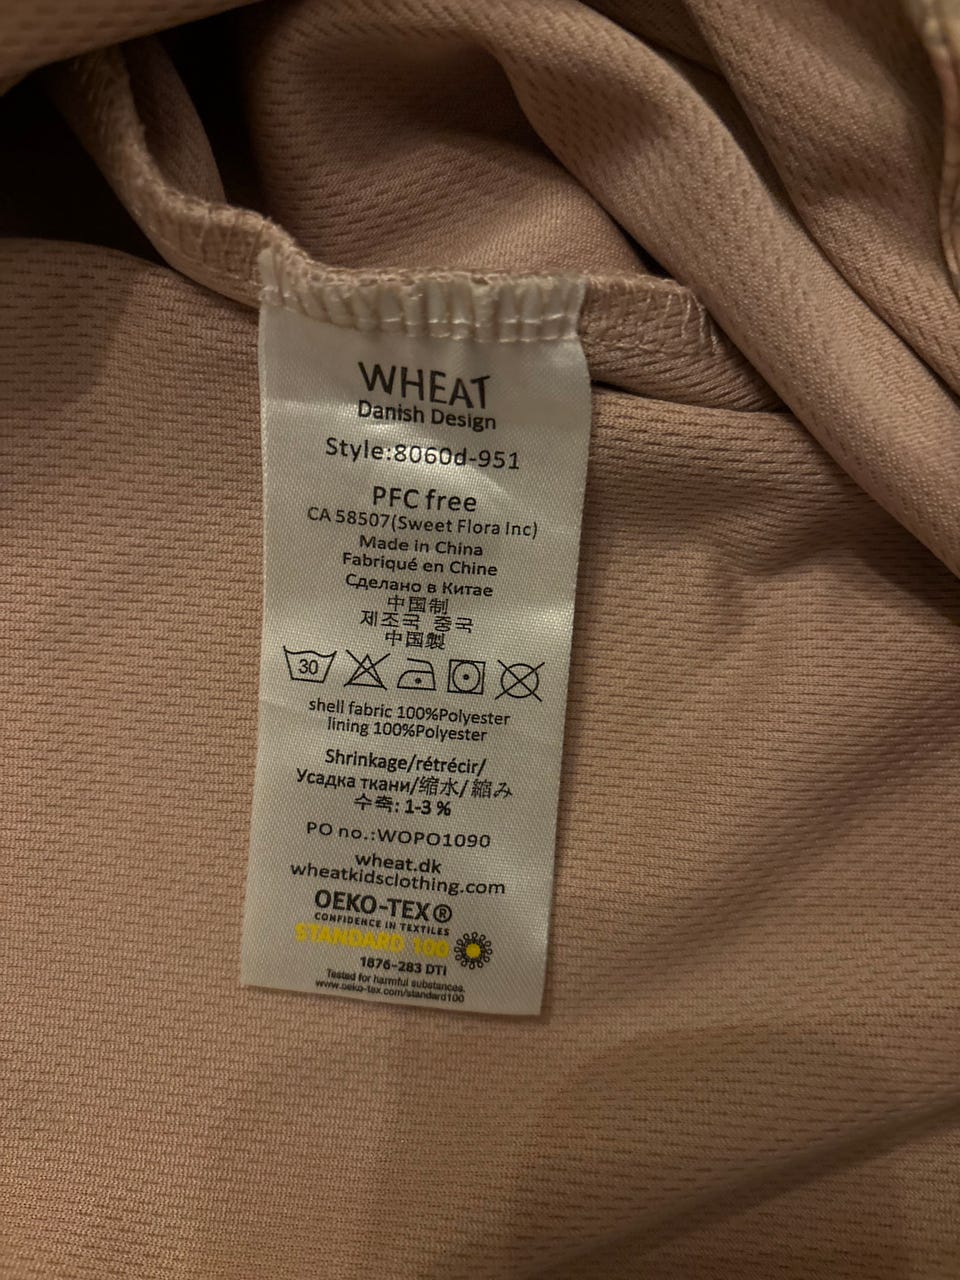 WHEAT
Danish Design
Style:8060d-951
PFC free
CA 58507(Sweet Flora Inc)
Made in China
Fabriqué en Chine
Сделано в Китае
中国制
제조국 중국
中国製
30
shell fabric 100%Polyester
lining 100%Polyester
Shrinkage/rétrécir/
Усадка ткани/缩水/縮み
수축: 1-3 %
PO no.:WOPO1090
wheat.dk
wheatkidsclothing.com
OEKO-TEX®
CONFIDENCE IN TEXTILES
STANDARD 100
1876-283 DTI
Tested for harmful substances.
www.oeko-tex.com/standard100